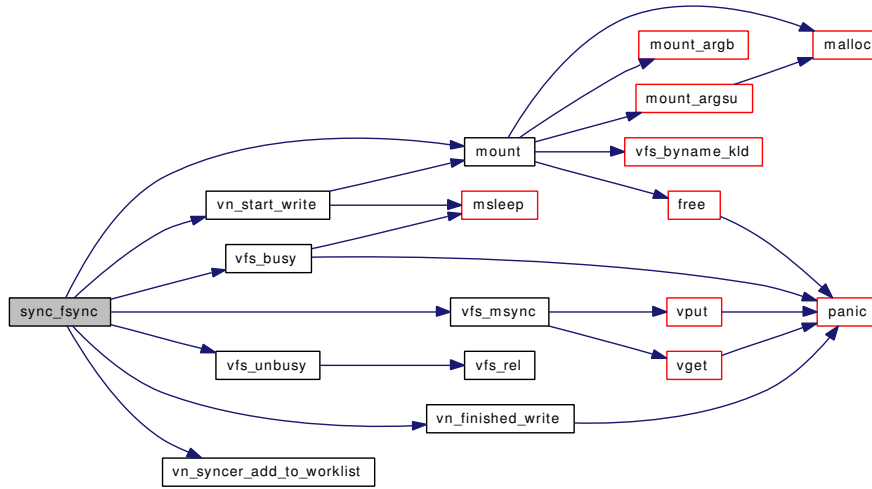 mount_argb
malloc
mount_argsu
mount
vfs_byname_kld
vn_start_write
msleep
free
vfs_busy
sync_fsync
vfs_msync
vput
panic
vfs_unbusy
vfs_rel
vget
vn_finished_write
vn_syncer_add_to_worklist